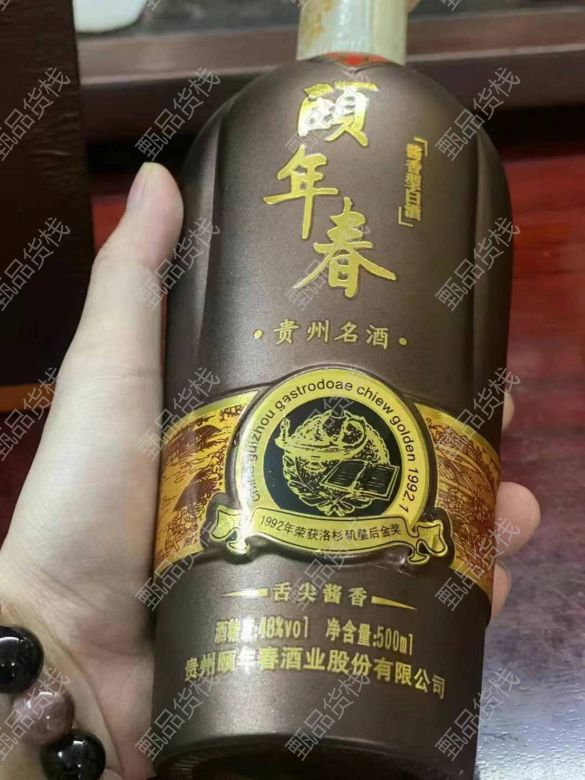 颐年春
「酱香型白酒」
·贵州名酒·
guizhou gastrodoae chiew golden 1992.1
1992年荣获洛杉矶皇后金奖
舌尖酱香
酒精度:48%vol 净含量:500ml
贵州颐年春酒业股份有限公司
甄品货栈